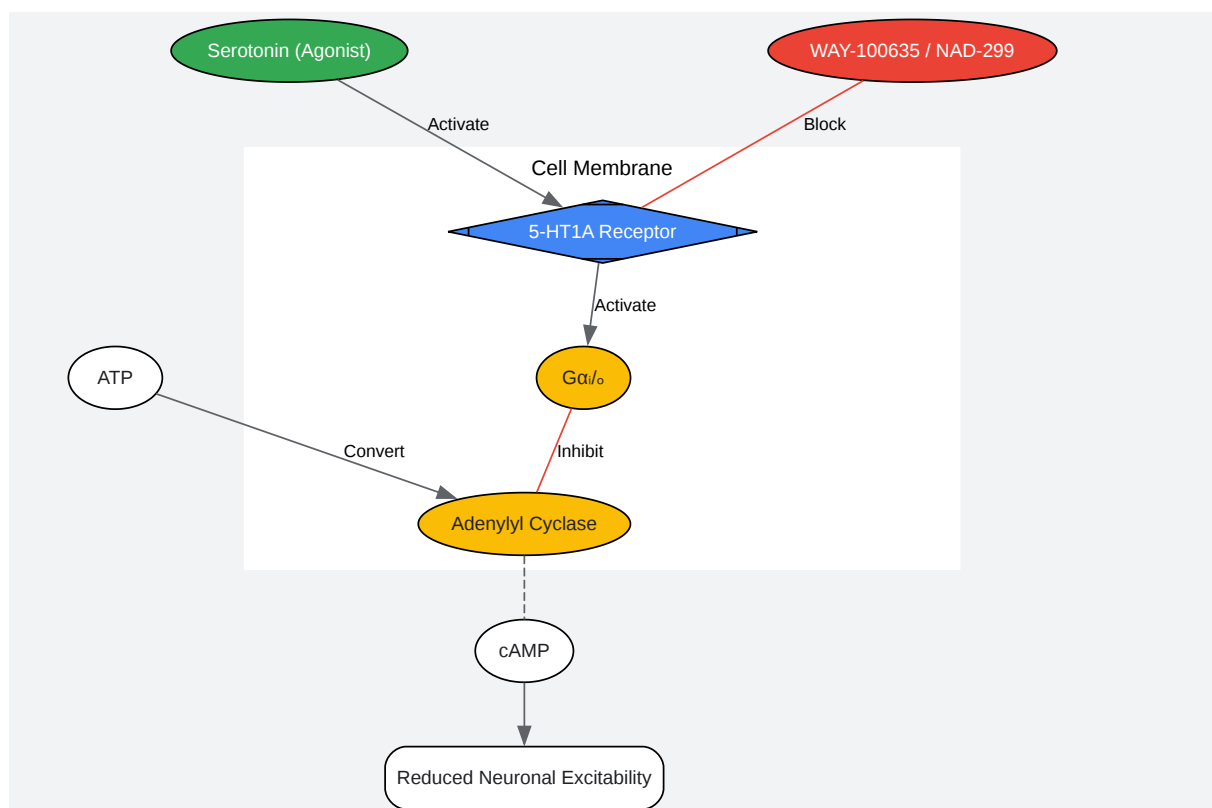 Serotonin (Agonist)
WAY-100635 / NAD-299
Activate
Block
Cell Membrane
5-HT1A Receptor
Activate
ATP
Gαᵢ/ₒ
Convert
Inhibit
Adenylyl Cyclase
cAMP
Reduced Neuronal Excitability